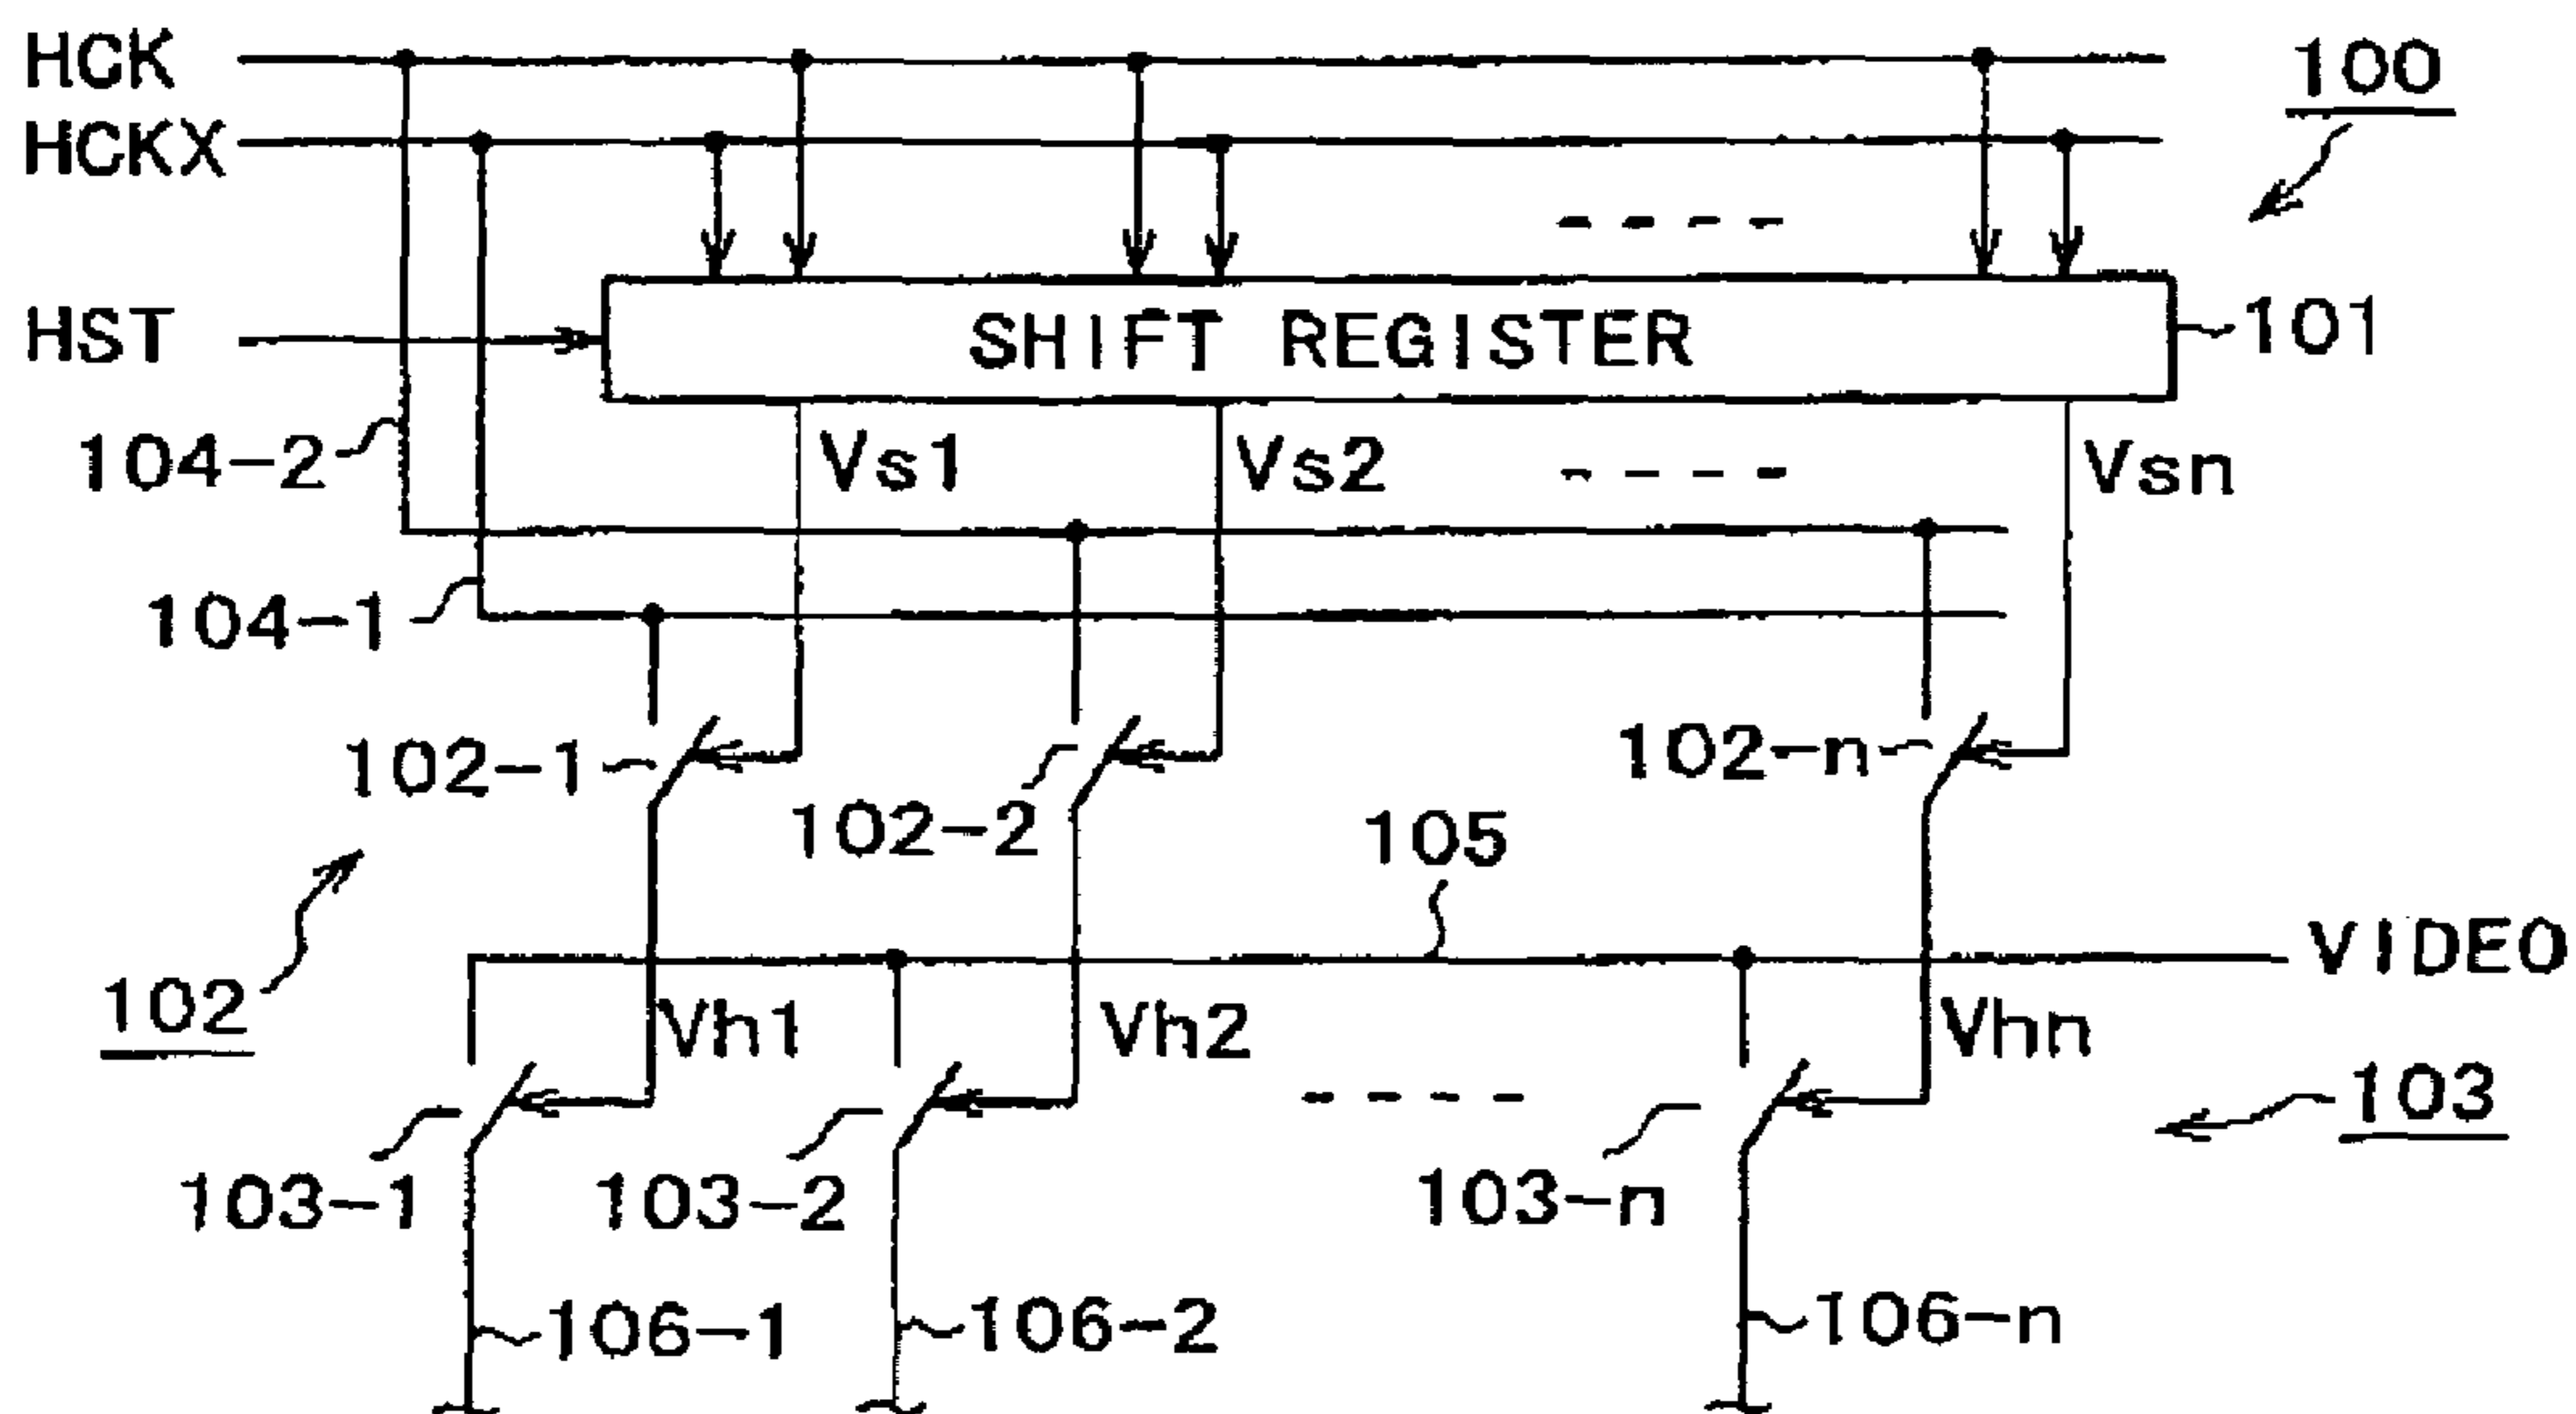 HCK
100
HCKX
HST
SHIFT REGISTER
101
104-2
Vs1
Vs2
Vsn
104-1
102-1
102-2
102-n
105
VIDEO
102
Vh1
Vh2
Vhn
103
103-1
103-2
103-n
106-1
106-2
106-n